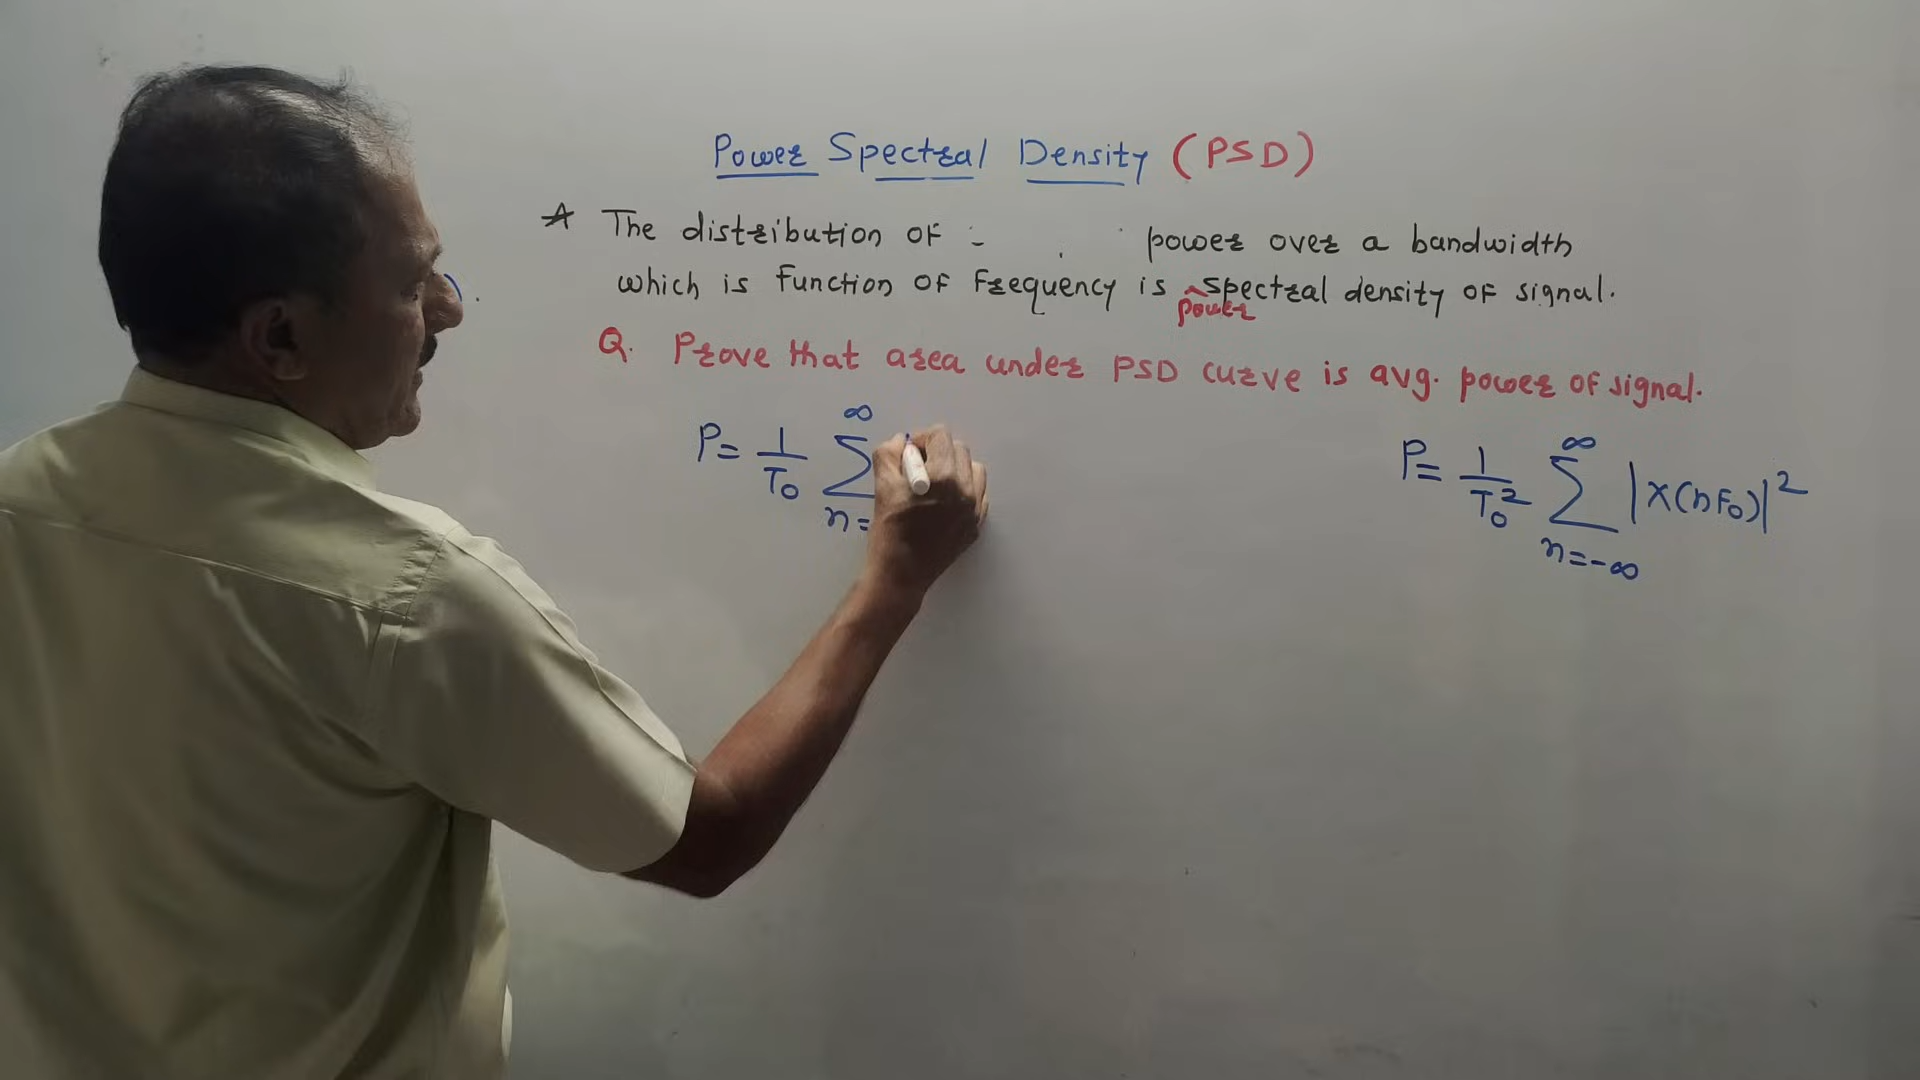 Power Spectral Density (PSD)
* The distribution of power over a bandwidth
which is function of frequency is ^ spectral density of signal.
power
Q. Prove that area under PSD curve is avg. power of signal.
P = 1/T₀ ∑ n= ∞
P = 1/T₀² ∑ n=-∞ ∞ |X(nF₀)|²